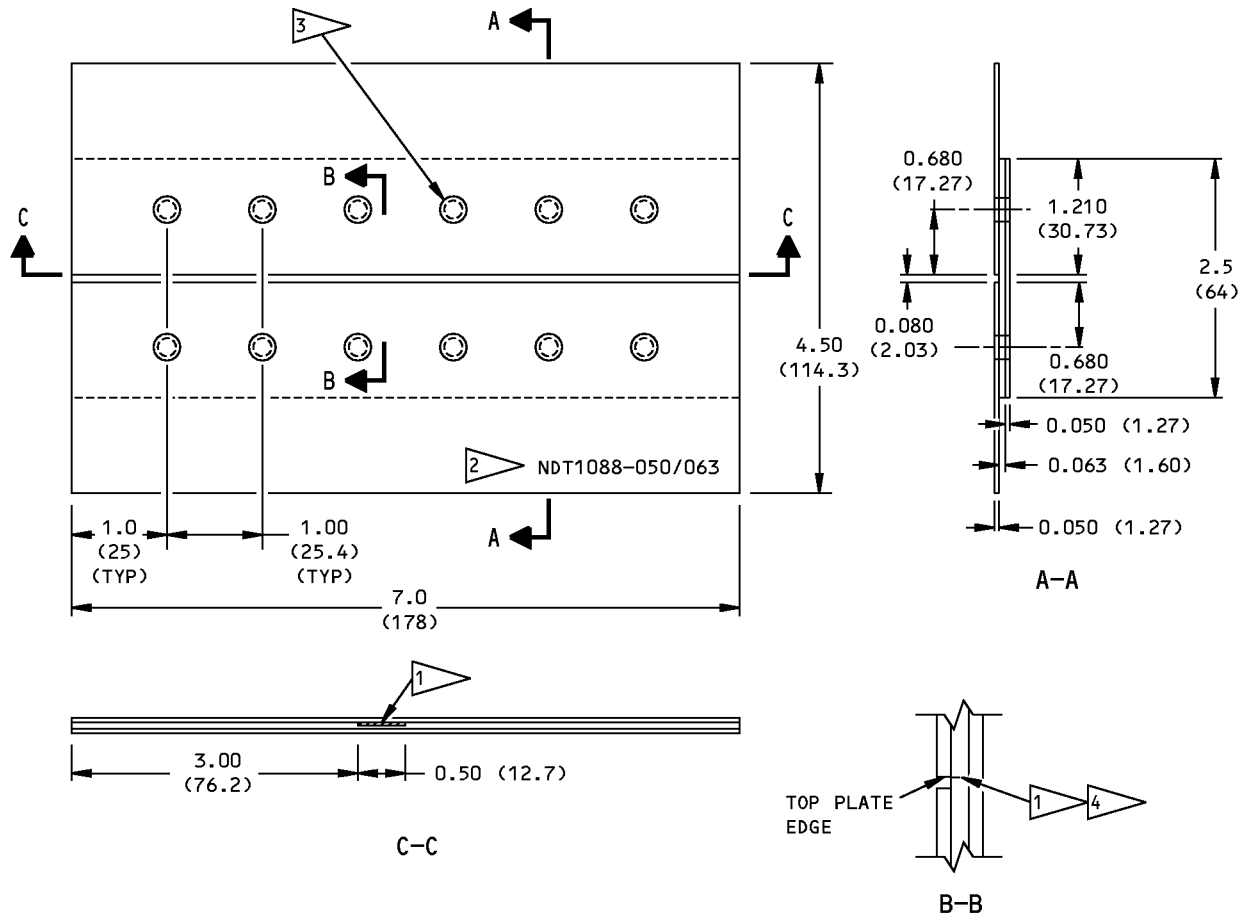 3
A
A
B
B
C
C
2 NDT1088-050/063
4.50
(114.3)
1.0
(25)
(TYP)
1.00
(25.4)
(TYP)
7.0
(178)
0.680
(17.27)
1.210
(30.73)
2.5
(64)
0.080
(2.03)
0.680
(17.27)
0.050 (1.27)
0.063 (1.60)
0.050 (1.27)
A-A
1
3.00
(76.2)
0.50 (12.7)
C-C
TOP PLATE
EDGE
1 4
B-B